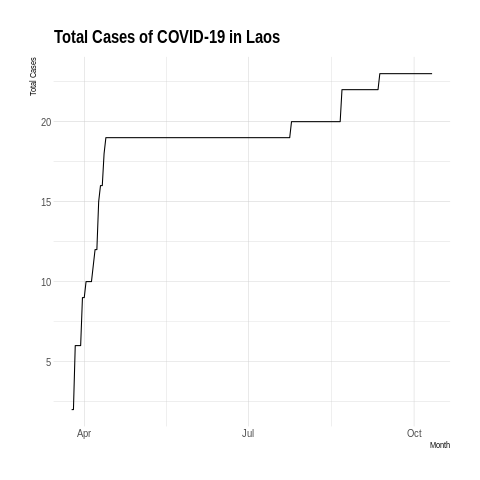 Total Cases of COVID-19 in Laos
Total Cases
20
15
10
5
Apr
Jul
Oct
Month